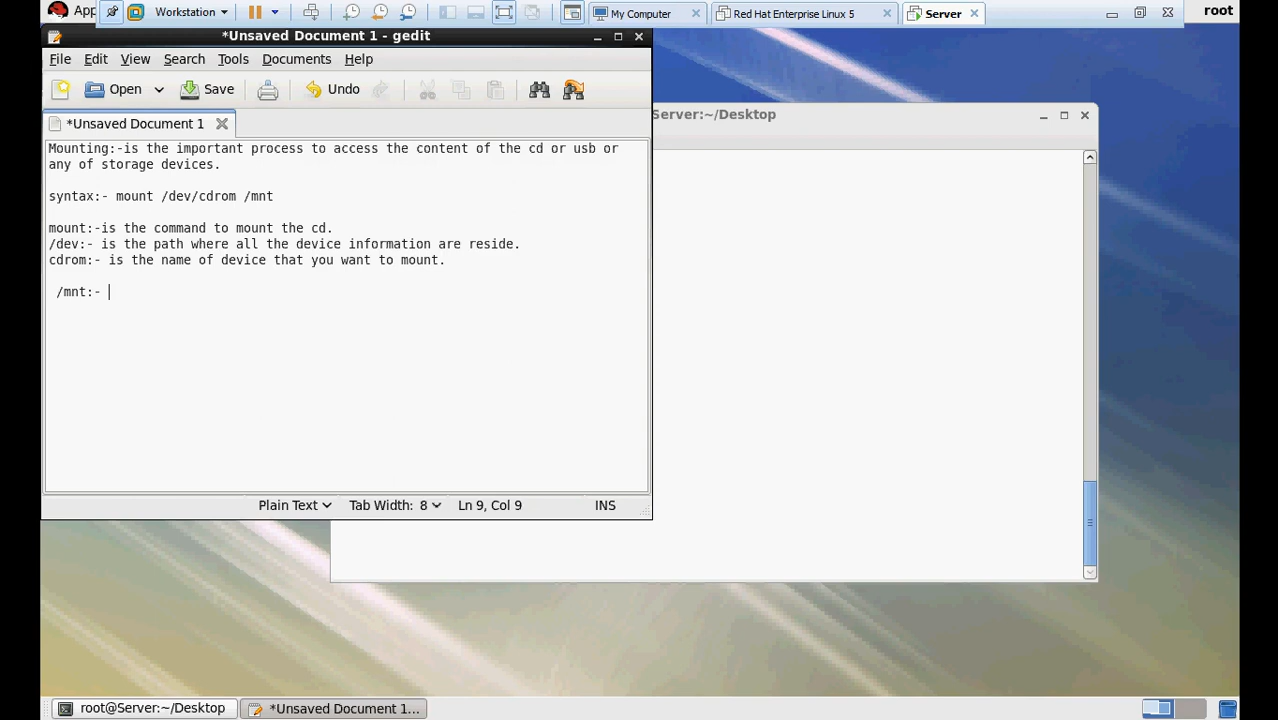 App
Workstation
My Computer
Red Hat Enterprise Linux 5
Server
root
*Unsaved Document 1 - gedit
File Edit View Search Tools Documents Help
Open Save Undo
*Unsaved Document 1
Server:~/Desktop
Mounting:-is the important process to access the content of the cd or usb or
any of storage devices.
syntax:- mount /dev/cdrom /mnt
mount:-is the command to mount the cd.
/dev:- is the path where all the device information are reside.
cdrom:- is the name of device that you want to mount.
/mnt:-
Plain Text Tab Width: 8 Ln 9, Col 9 INS
root@Server:~/Desktop
*Unsaved Document 1...